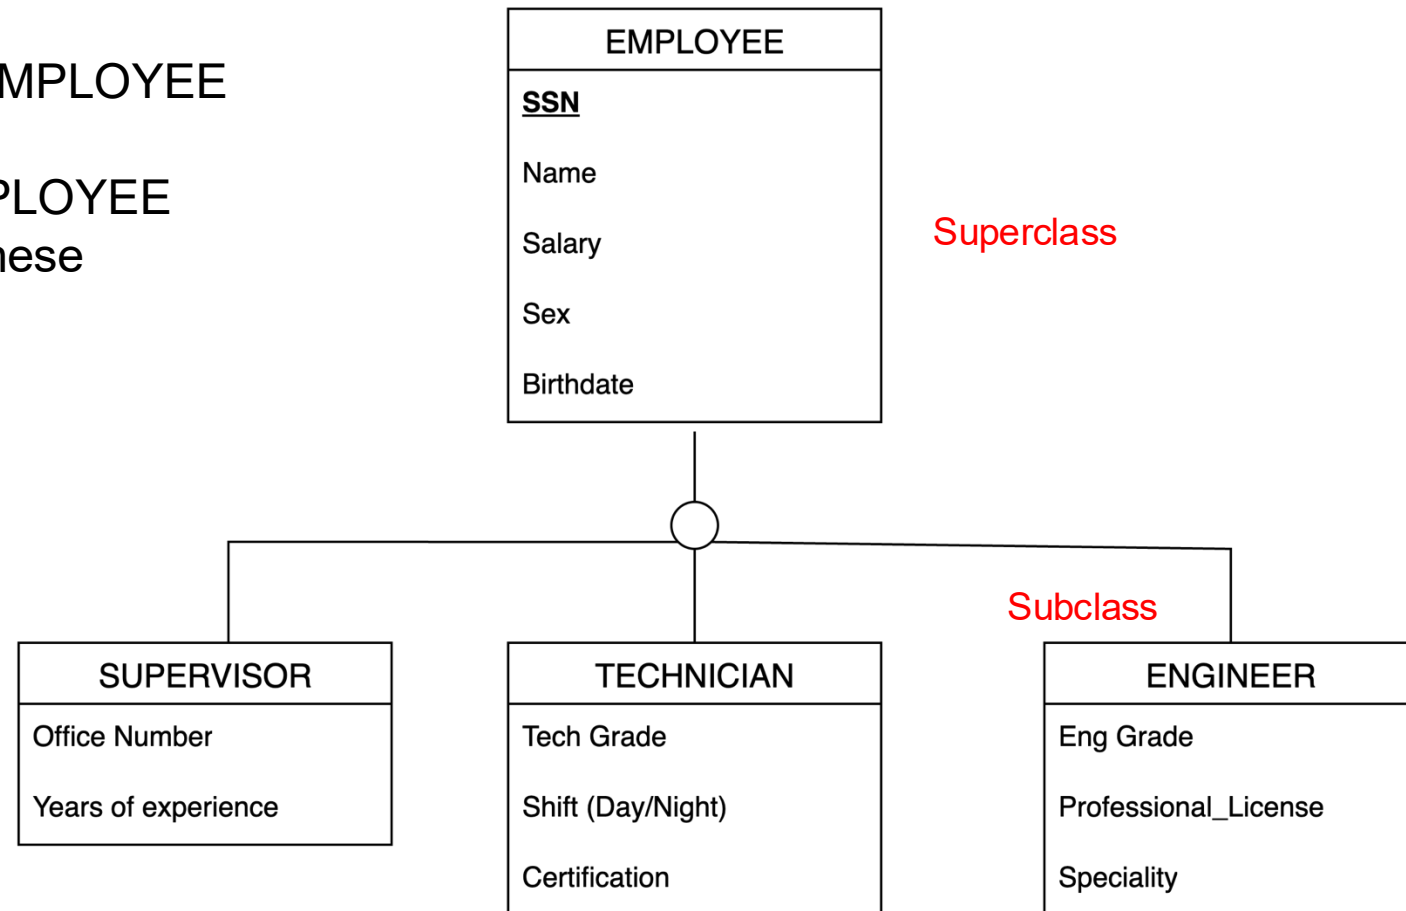 MPLOYEE
PLOYEE
nese
EMPLOYEE
SSN
Name
Salary
Sex
Birthdate
Superclass
Subclass
SUPERVISOR
Office Number
Years of experience
TECHNICIAN
Tech Grade
Shift (Day/Night)
Certification
ENGINEER
Eng Grade
Professional_License
Speciality